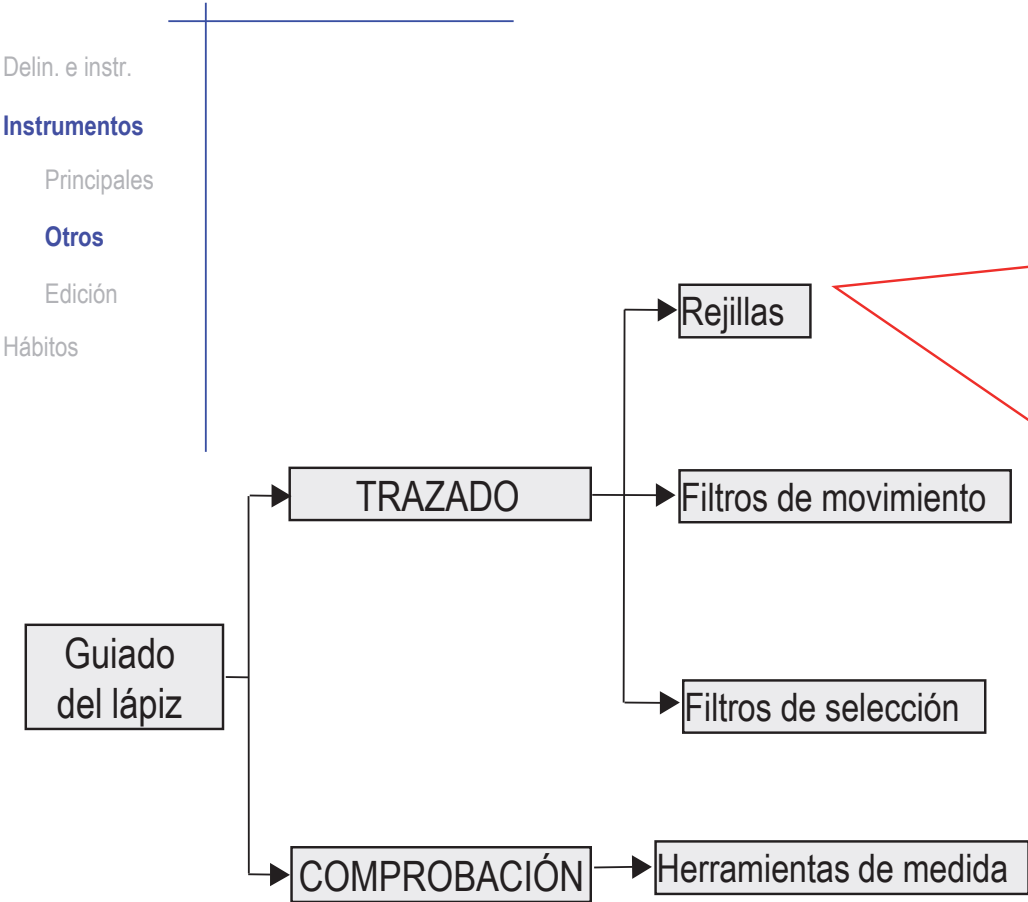 Delin. e instr.
Instrumentos
Principales
Otros
Edición
Hábitos
Rejillas
TRAZADO
Filtros de movimiento
Guiado
del lápiz
Filtros de selección
COMPROBACIÓN
Herramientas de medida